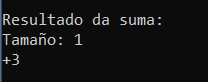 Resultado da suma:
Tamaño: 1
+3